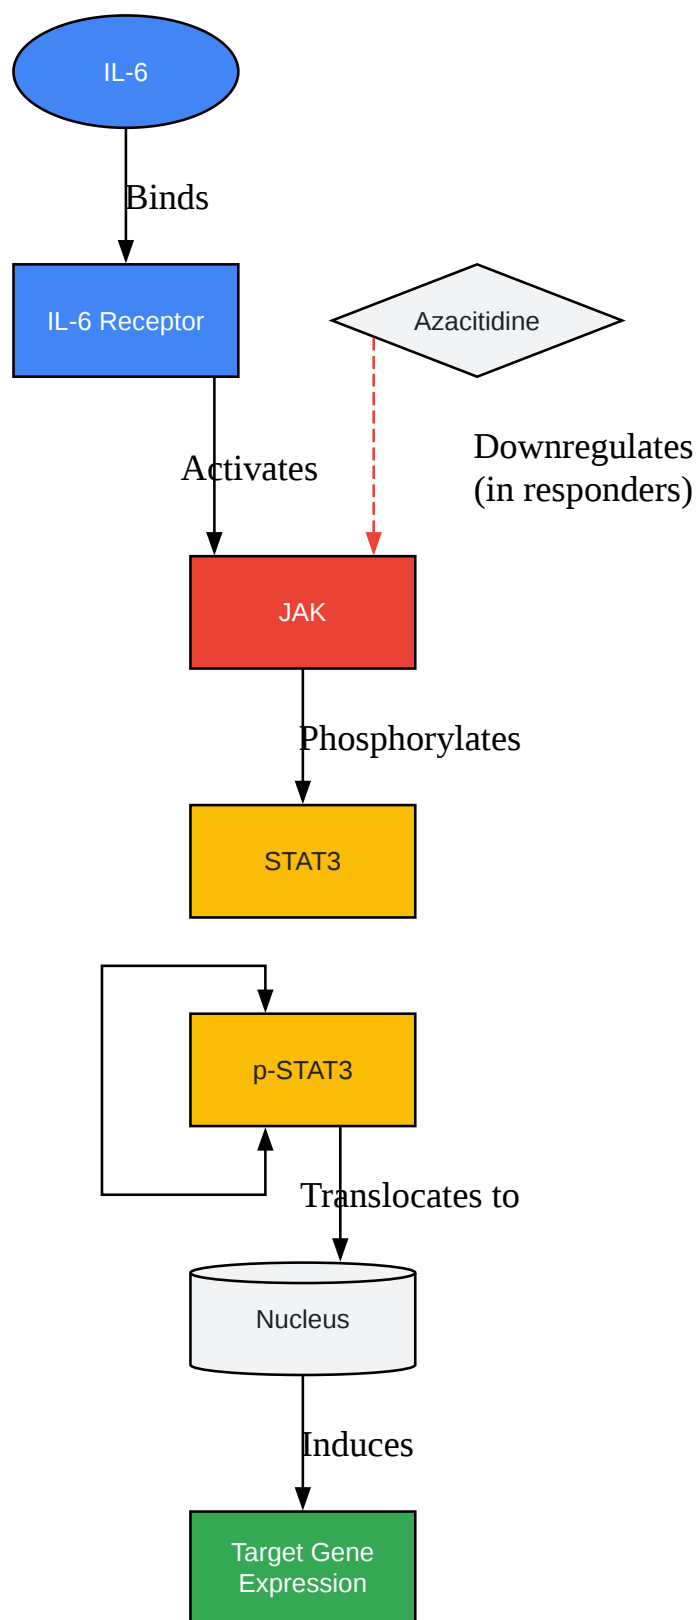 IL-6
Binds
IL-6 Receptor
Azacitidine
Activates
Downregulates
(in responders)
JAK
Phosphorylates
STAT3
p-STAT3
Translocates to
Nucleus
Induces
Target Gene
Expression